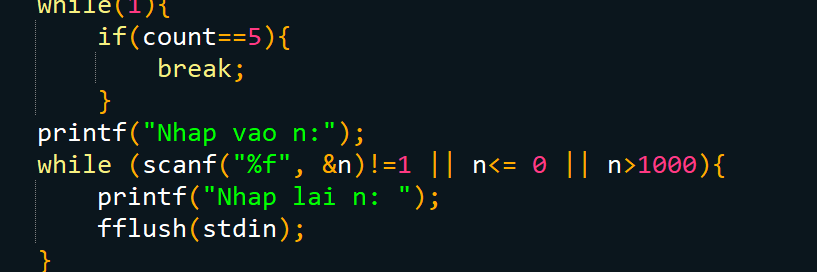 while(1){
if(count==5){
break;
}
printf("Nhap vao n:");
while (scanf("%f", &n)!=1 || n<= 0 || n>1000){
printf("Nhap lai n: ");
fflush(stdin);
}